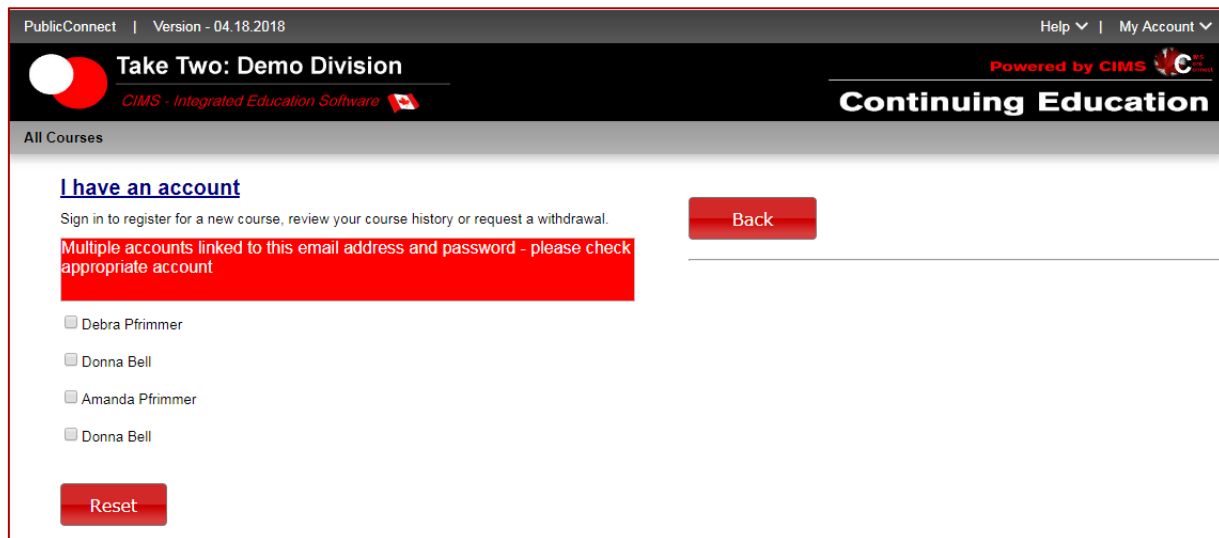 PublicConnect | Version - 04.18.2018 Help | My Account
Take Two: Demo Division
CIMS - Integrated Education Software
Powered by CIMS
Continuing Education
All Courses
I have an account
Sign in to register for a new course, review your course history or request a withdrawal.
Multiple accounts linked to this email address and password - please check
appropriate account
Back
Debra Pfrimmer
Donna Bell
Amanda Pfrimmer
Donna Bell
Reset